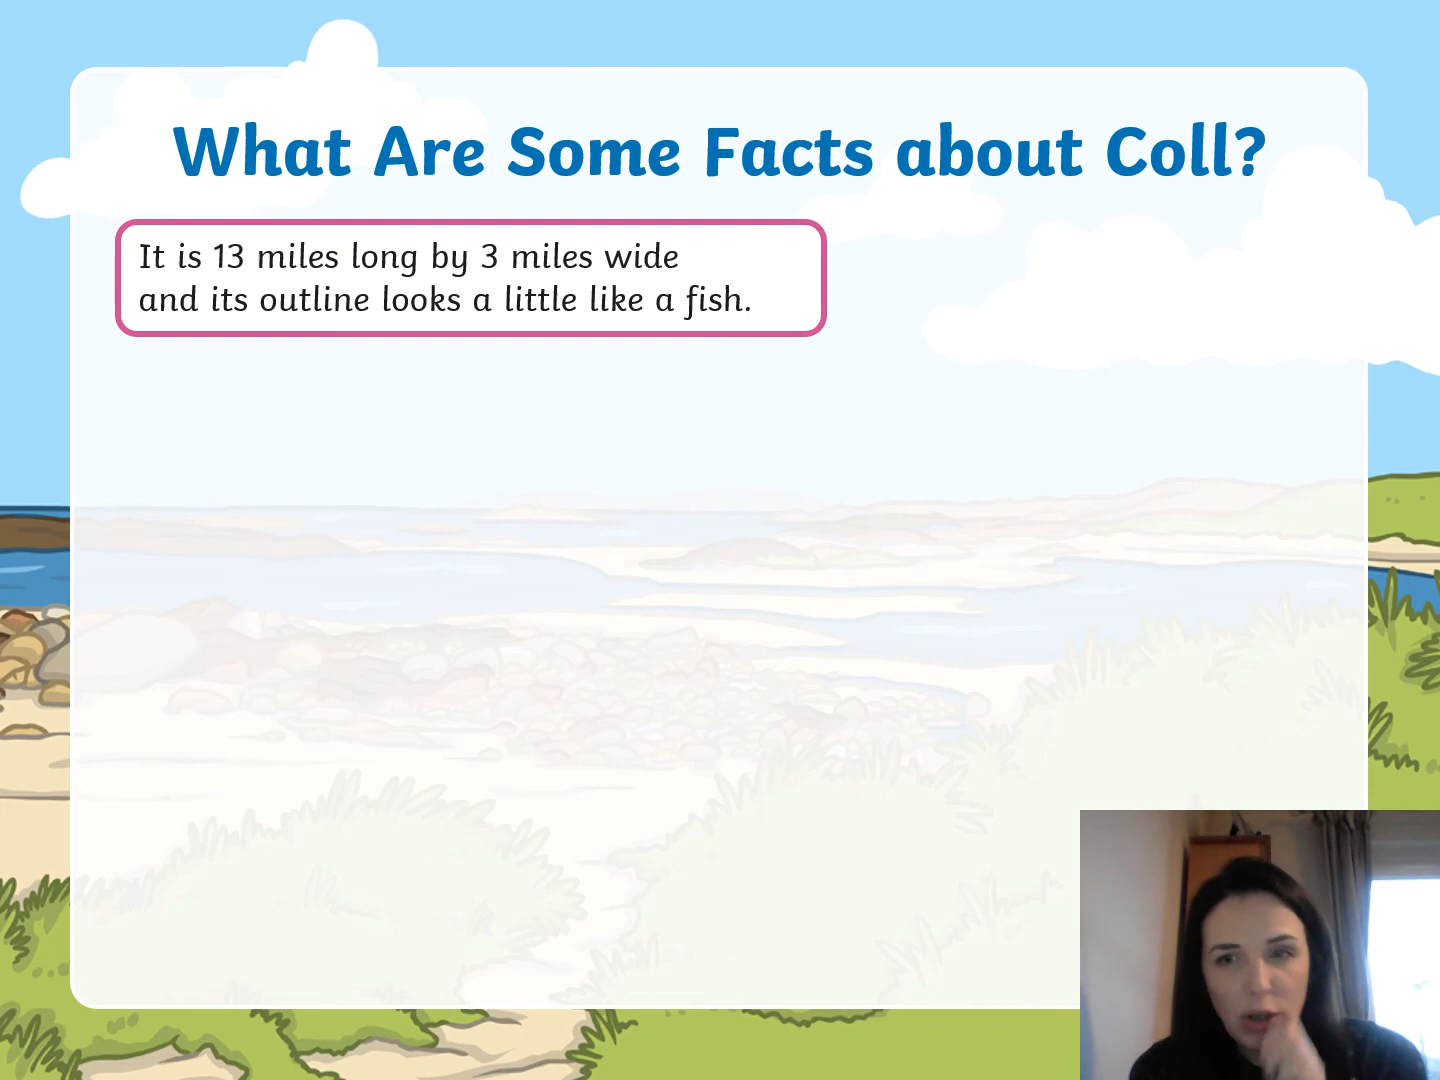 What Are Some Facts about Coll?
It is 13 miles long by 3 miles wide
and its outline looks a little like a fish.